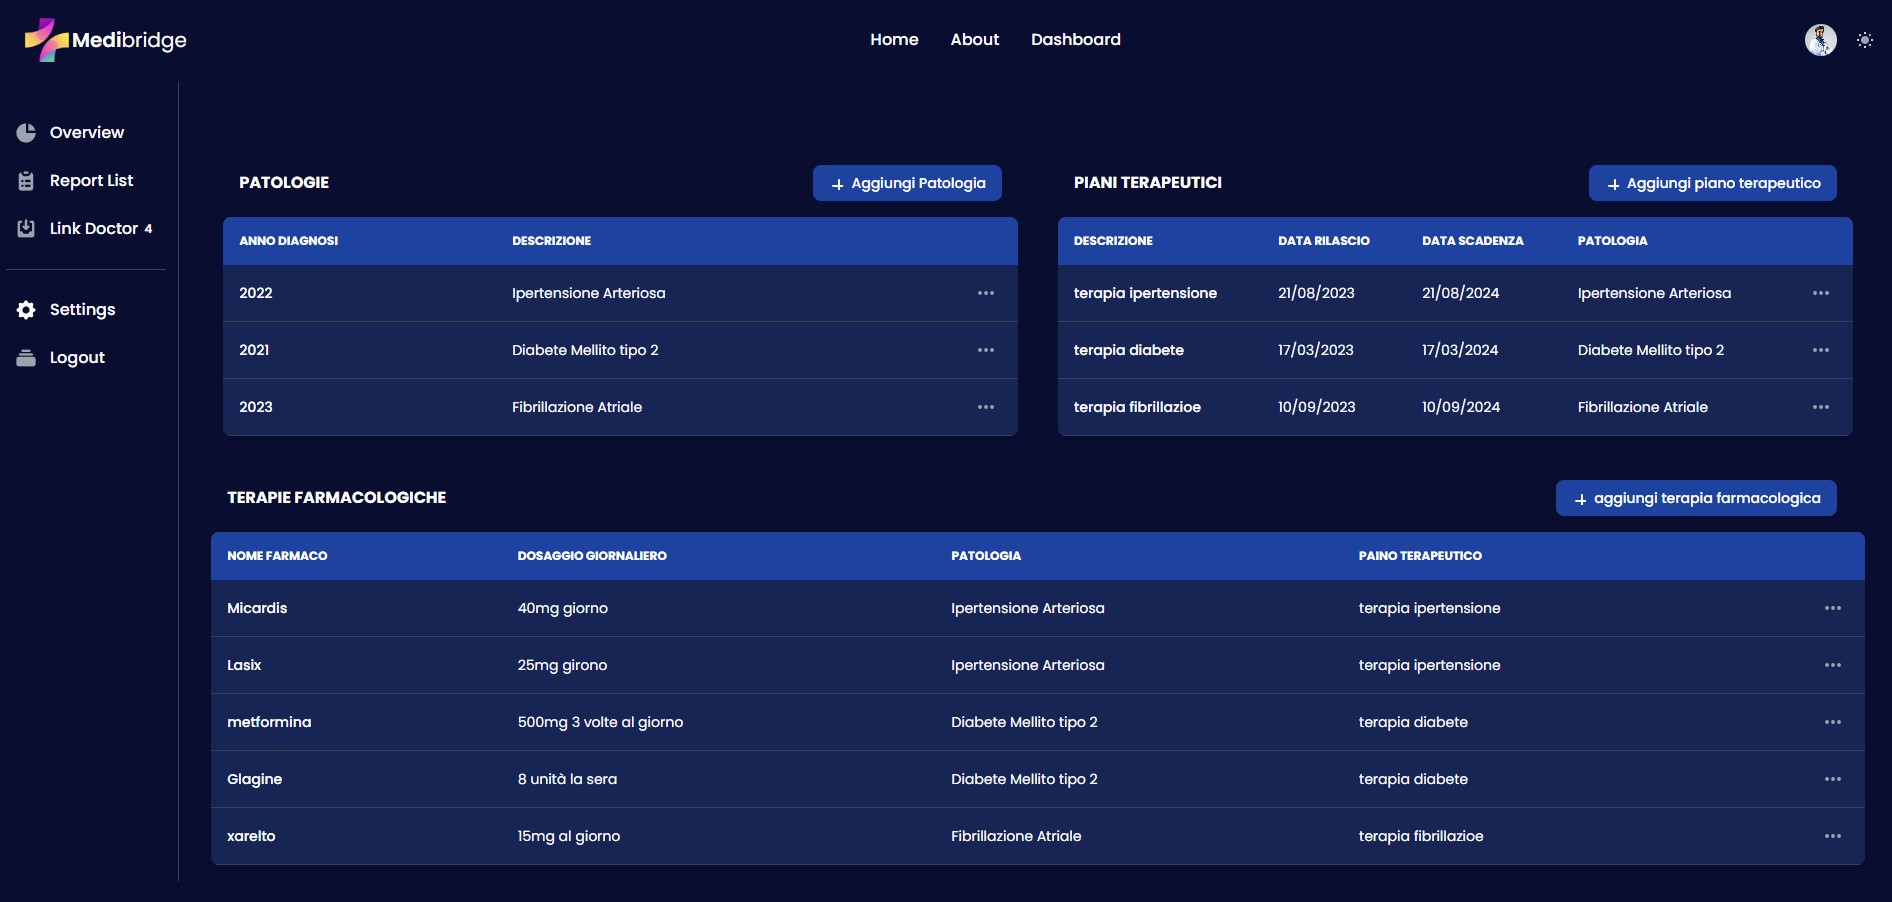 Medibridge
Home About Dashboard
Overview
Report List
Link Doctor 4
Settings
Logout
PATOLOGIE
+ Aggiungi Patologia
ANNO DIAGNOSI DESCRIZIONE
2022 Ipertensione Arteriosa
2021 Diabete Mellito tipo 2
2023 Fibrillazione Atriale
PIANI TERAPEUTICI
+ Aggiungi piano terapeutico
DESCRIZIONE DATA RILASCIO DATA SCADENZA PATOLOGIA
terapia ipertensione 21/08/2023 21/08/2024 Ipertensione Arteriosa
terapia diabete 17/03/2023 17/03/2024 Diabete Mellito tipo 2
terapia fibrillazioe 10/09/2023 10/09/2024 Fibrillazione Atriale
TERAPIE FARMACOLOGICHE
+ aggiungi terapia farmacologica
NOME FARMACO DOSAGGIO GIORNALIERO PATOLOGIA PAINO TERAPEUTICO
Micardis 40mg giorno Ipertensione Arteriosa terapia ipertensione
Lasix 25mg girono Ipertensione Arteriosa terapia ipertensione
metformina 500mg 3 volte al giorno Diabete Mellito tipo 2 terapia diabete
Glagine 8 unità la sera Diabete Mellito tipo 2 terapia diabete
xarelto 15mg al giorno Fibrillazione Atriale terapia fibrillazioe